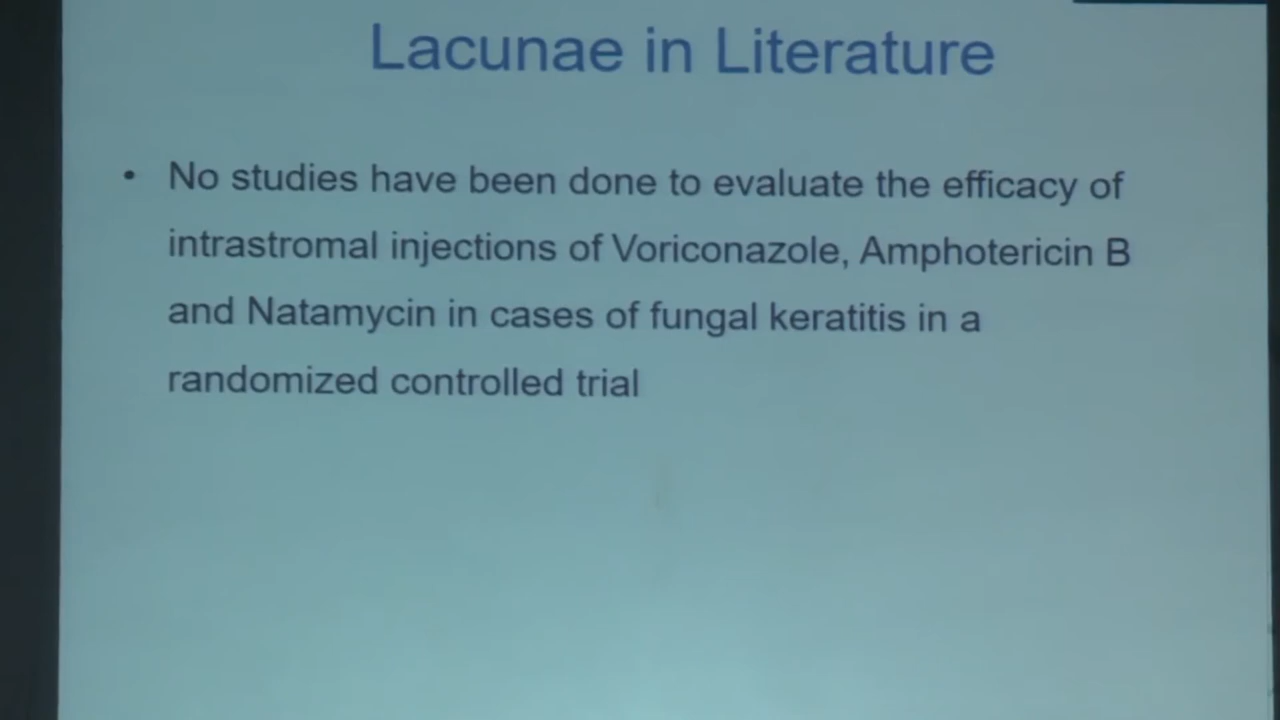 Lacunae in Literature
• No studies have been done to evaluate the efficacy of
intrastromal injections of Voriconazole, Amphotericin B
and Natamycin in cases of fungal keratitis in a
randomized controlled trial